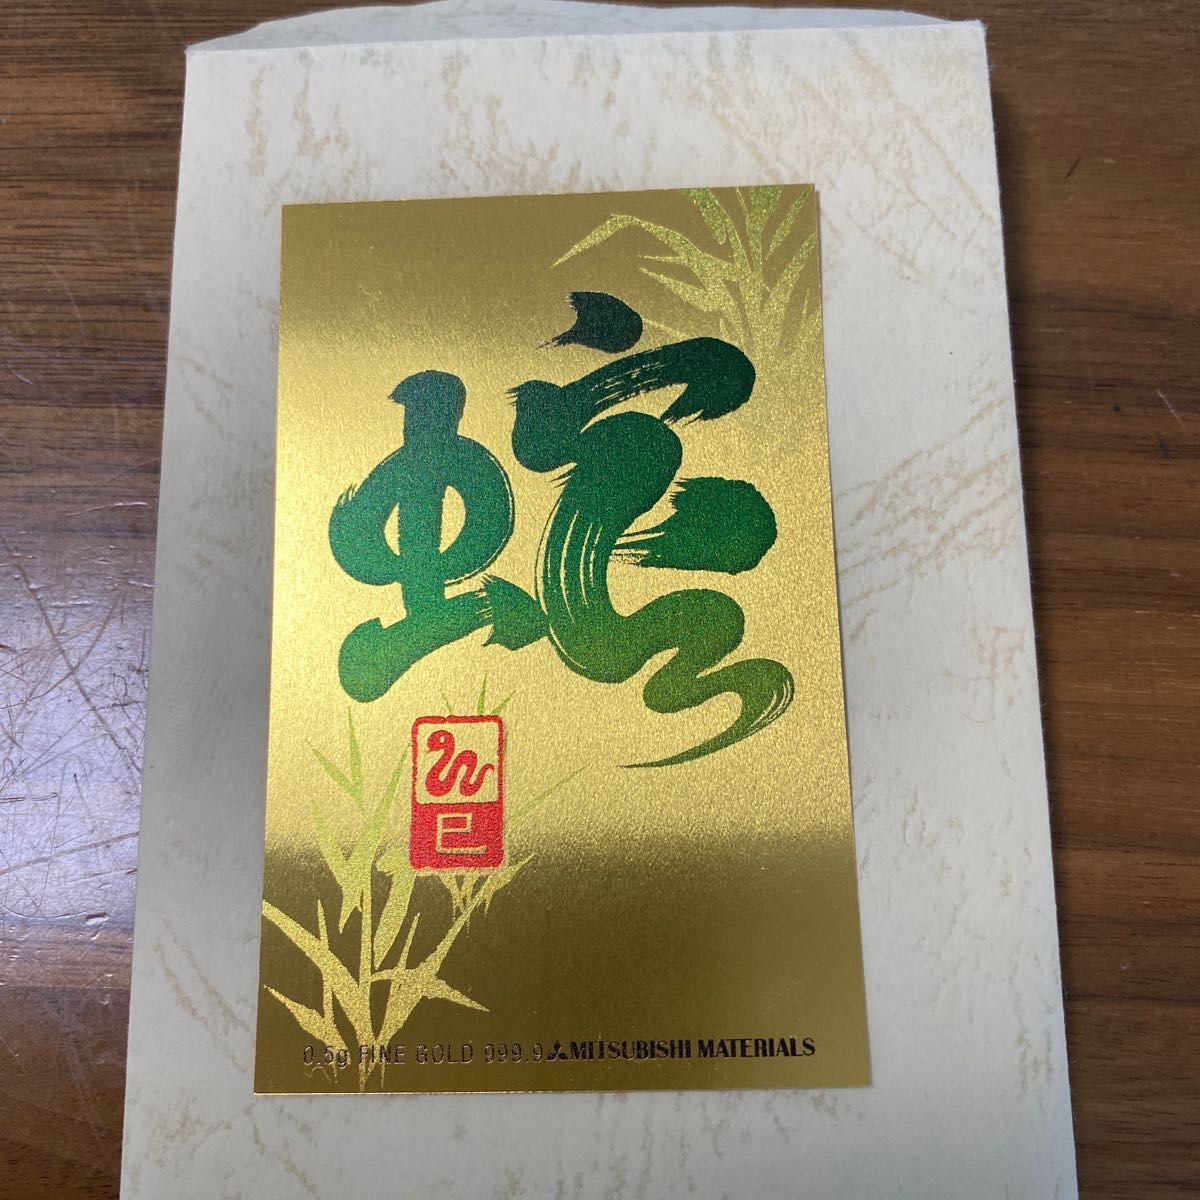 蛇
巳
0.5g FINE GOLD 999.9 MITSUBISHI MATERIALS